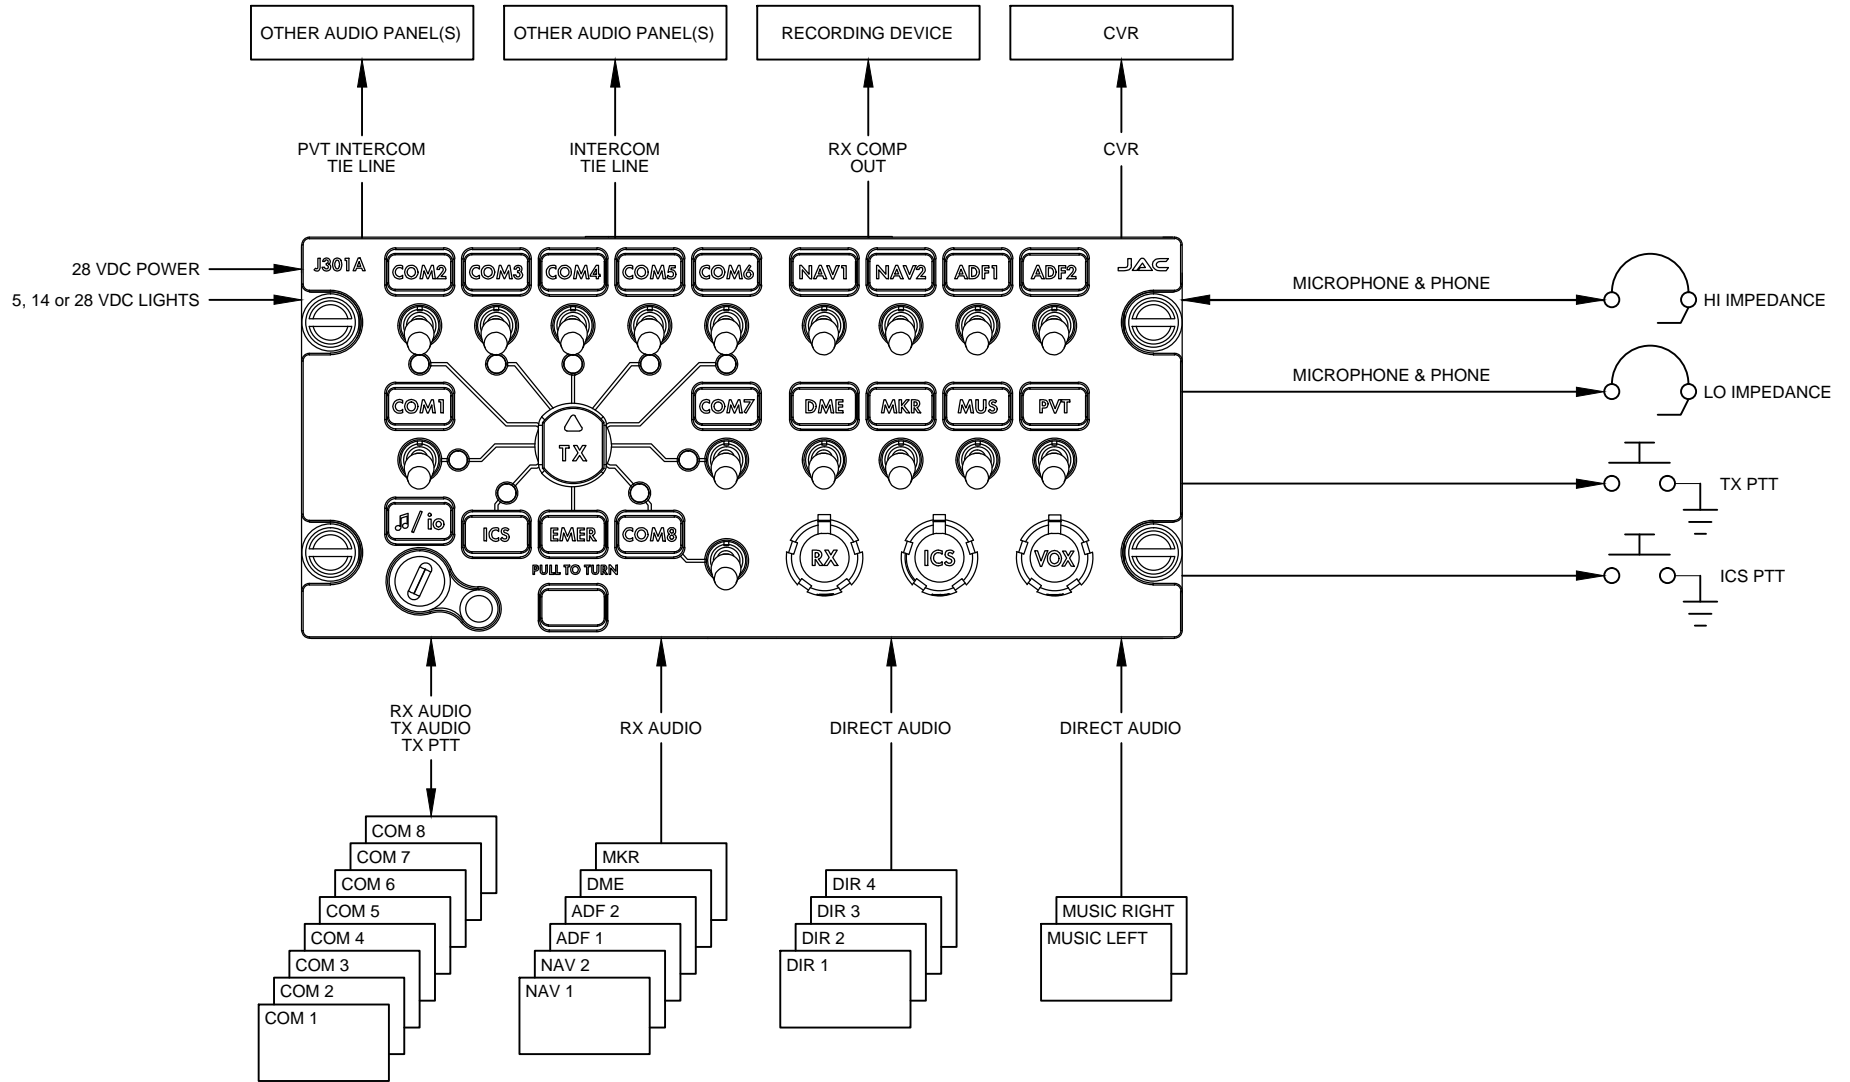 OTHER AUDIO PANEL(S)
OTHER AUDIO PANEL(S)
RECORDING DEVICE
CVR
PVT INTERCOM
TIE LINE
INTERCOM
TIE LINE
RX COMP
OUT
CVR
28 VDC POWER
5, 14 or 28 VDC LIGHTS
J301A
COM2
COM3
COM4
COM5
COM6
NAV1
NAV2
ADF1
ADF2
JAC
COM1
TX
COM7
DME
MKR
MUS
PVT
♫/io
ICS
EMER
COM8
PULL TO TURN
RX
ICS
VOX
MICROPHONE & PHONE
HI IMPEDANCE
MICROPHONE & PHONE
LO IMPEDANCE
TX PTT
ICS PTT
RX AUDIO
TX AUDIO
TX PTT
RX AUDIO
DIRECT AUDIO
DIRECT AUDIO
COM 8
COM 7
COM 6
COM 5
COM 4
COM 3
COM 2
COM 1
MKR
DME
ADF 2
ADF 1
NAV 2
NAV 1
DIR 4
DIR 3
DIR 2
DIR 1
MUSIC RIGHT
MUSIC LEFT